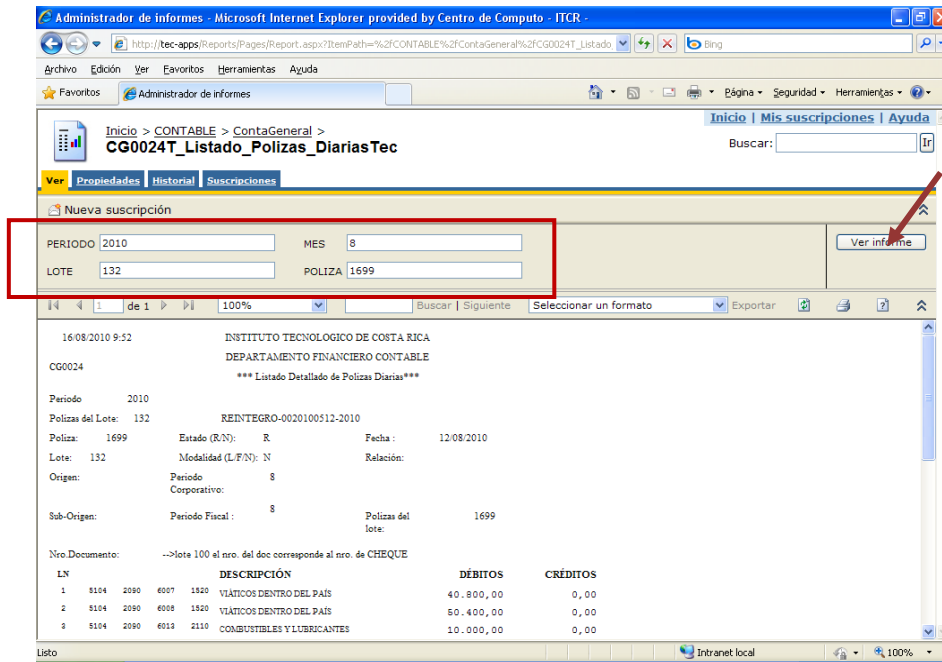 Administrador de informes - Microsoft Internet Explorer provided by Centro de Computo - ITCR -
http://tec-apps/Reports/Pages/Report.aspx?ItemPath=%2fCONTABLE%2fContaGeneral%2fCG0024T_Listado_
Bing
Archivo Edición Ver Favoritos Herramientas Ayuda
Favoritos Administrador de informes Página Seguridad Herramientas
Inicio | Mis suscripciones | Ayuda
Inicio > CONTABLE > ContaGeneral >
CG0024T_Listado_Polizas_DiariasTec
Buscar: Ir
Ver Propiedades Historial Suscripciones
Nueva suscripción
PERIODO 2010 MES 8 Ver informe
LOTE 132 POLIZA 1699
1 de 1 100% Buscar | Siguiente Seleccionar un formato Exportar
16/08/2010 9:52 INSTITUTO TECNOLOGICO DE COSTA RICA
DEPARTAMENTO FINANCIERO CONTABLE
CG0024
*** Listado Detallado de Polizas Diarias***
Periodo 2010
Polizas del Lote: 132 REINTEGRO-0020100512-2010
Poliza: 1699 Estado (R/N): R Fecha : 12/08/2010
Lote: 132 Modalidad (L/F/N): N Relación:
Origen: Periodo 8
Corporativo:
Sub-Origen: Periodo Fiscal : 8 Polizas del 1699
lote:
Nro.Documento: -->lote 100 el nro. del doc corresponde al nro. de CHEQUE
LN DESCRIPCIÓN DÉBITOS CRÉDITOS
1 5104 2090 6007 1520 VIÁTICOS DENTRO DEL PAÍS 40.800,00 0,00
2 5104 2090 6008 1520 VIÁTICOS DENTRO DEL PAÍS 50.400,00 0,00
3 5104 2090 6013 2110 COMBUSTIBLES Y LUBRICANTES 10.000,00 0,00
Listo Intranet local 100%